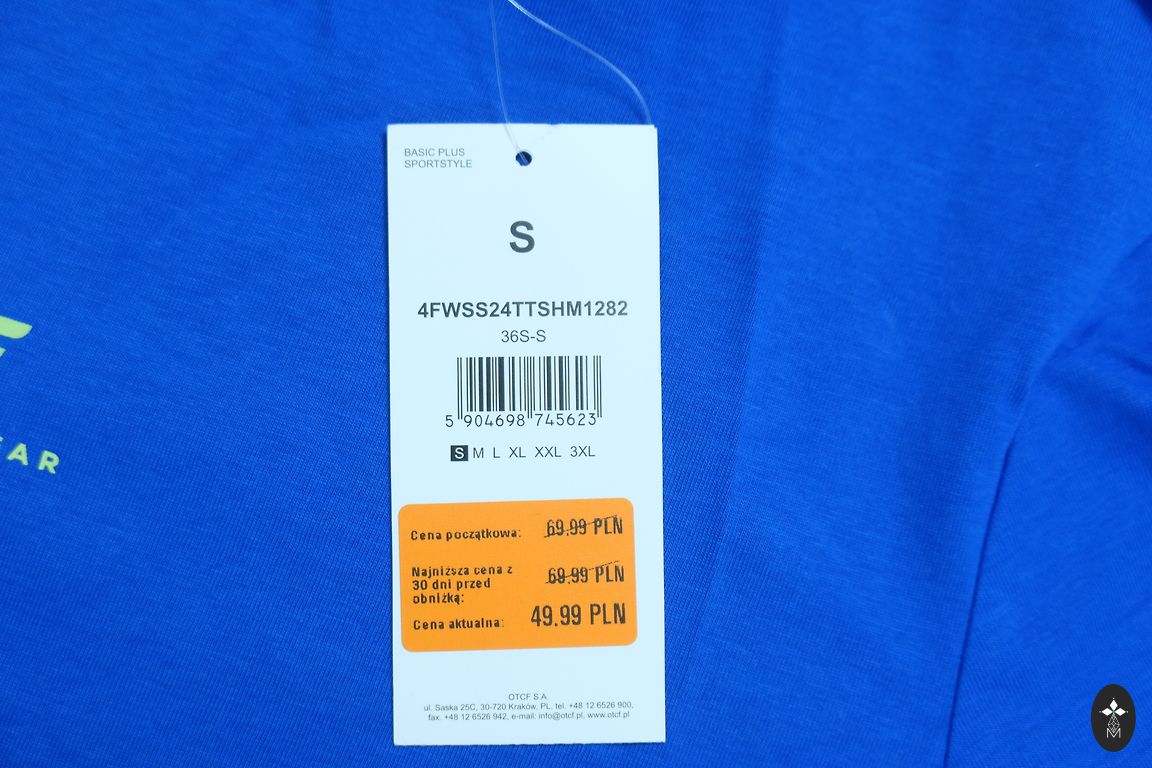 BASIC PLUS
SPORTSTYLE
S
4FWSS24TTSHM1282
36S-S
5 904698 745623
S M L XL XXL 3XL
Cena początkowa: 69.99 PLN
Najniższa cena z
30 dni przed
obniżką: 69.99 PLN
Cena aktualna: 49.99 PLN
OTCF S.A.
ul. Saska 25C, 30-720 Kraków, PL, tel. +48 12 6526 900,
fax. +48 12 6526 942, e-mail: info@otcf.pl, www.otcf.pl
EAR
M